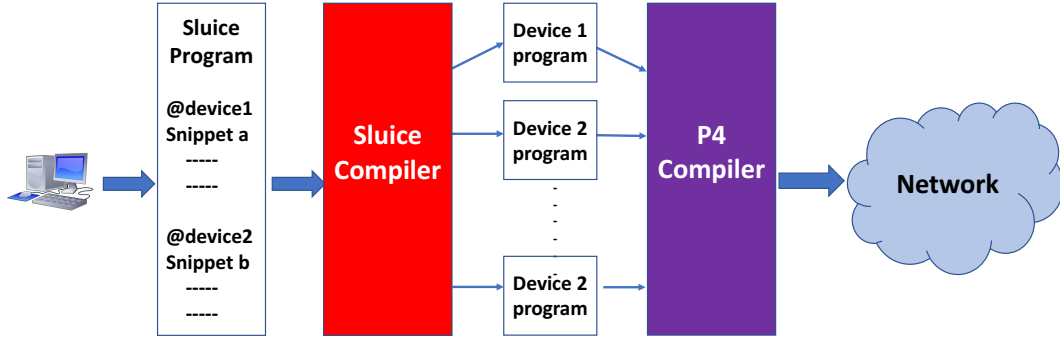 Sluice
Program
@device1
Snippet a
-----
-----
@device2
Snippet b
-----
-----
Sluice
Compiler
Device 1
program
Device 2
program
Device 2
program
P4
Compiler
Network